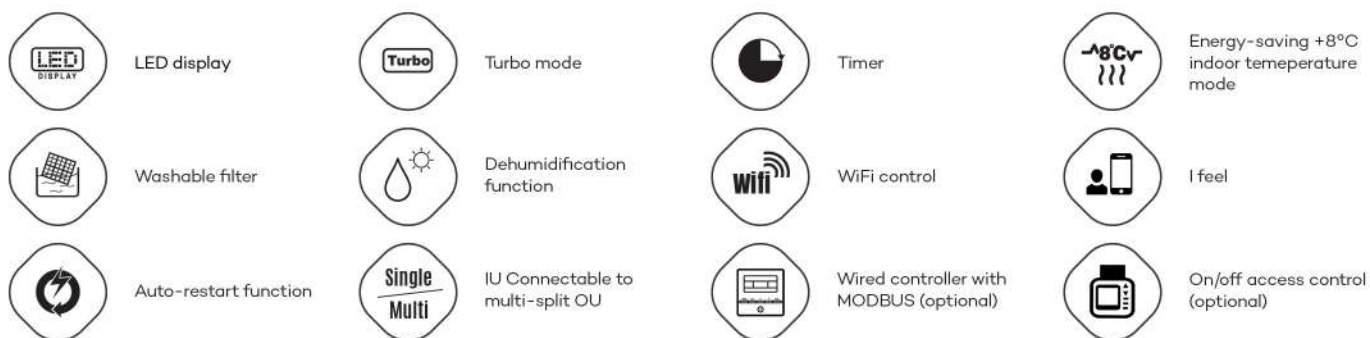 LED
DISPLAY
LED display
Turbo
Turbo mode
Timer
8°C
Energy-saving +8°C
indoor temeperature
mode
Washable filter
Dehumidification
function
wifi
WiFi control
I feel
Auto-restart function
Single
Multi
IU Connectable to
multi-split OU
Wired controller with
MODBUS (optional)
On/off access control
(optional)